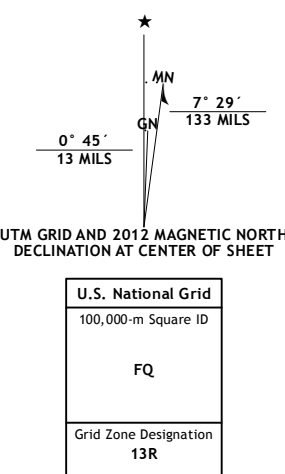 ★
MN
7° 29´
133 MILS
GN
0° 45´
13 MILS
UTM GRID AND 2012 MAGNETIC NORTH
DECLINATION AT CENTER OF SHEET
U.S. National Grid
100,000-m Square ID
FQ
Grid Zone Designation
13R